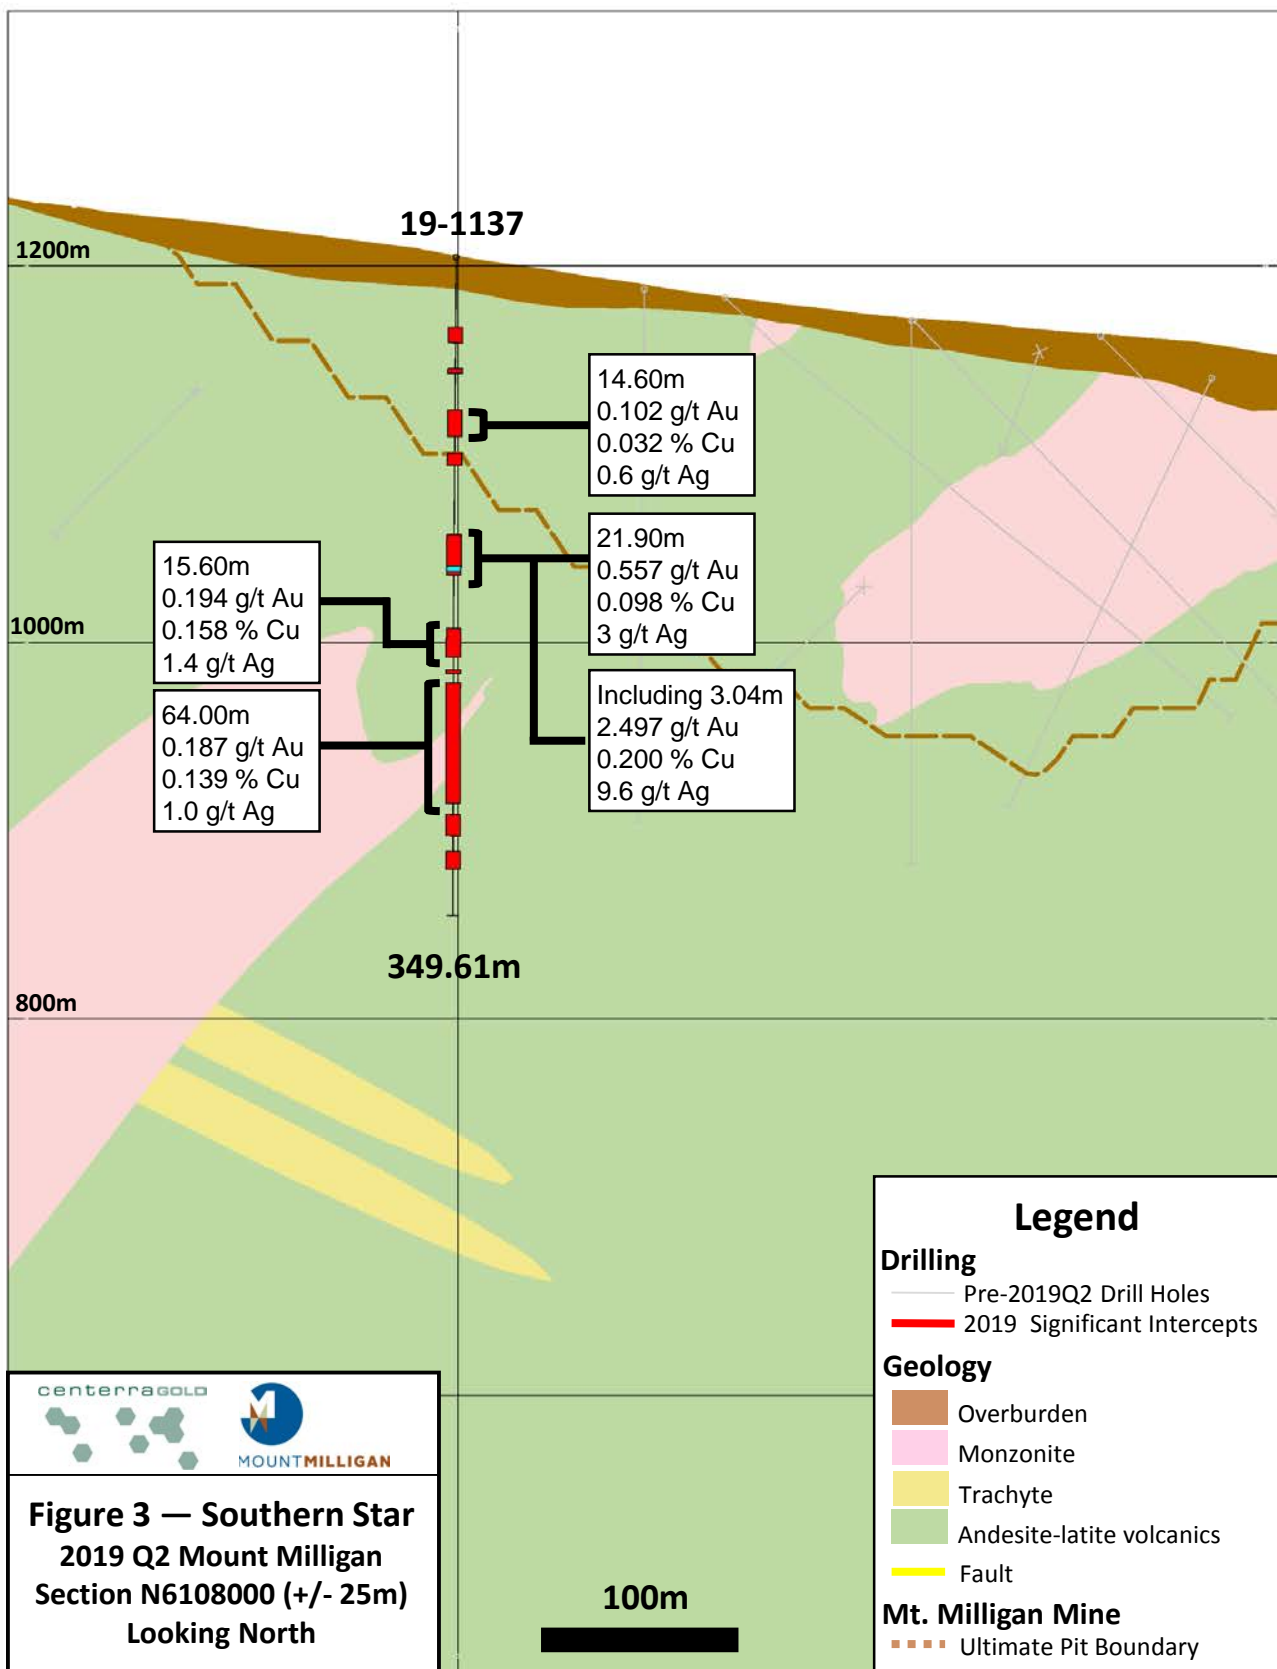 19-1137
1200m
14.60m
0.102 g/t Au
0.032 % Cu
0.6 g/t Ag
21.90m
0.557 g/t Au
0.098 % Cu
3 g/t Ag
15.60m
0.194 g/t Au
0.158 % Cu
1.4 g/t Ag
1000m
Including 3.04m
2.497 g/t Au
0.200 % Cu
9.6 g/t Ag
64.00m
0.187 g/t Au
0.139 % Cu
1.0 g/t Ag
349.61m
800m
Legend
Drilling
Pre-2019Q2 Drill Holes
2019 Significant Intercepts
Geology
Overburden
Monzonite
Trachyte
Andesite-latite volcanics
Fault
Mt. Milligan Mine
Ultimate Pit Boundary
centerraGOLD
MOUNTMILLIGAN
Figure 3 — Southern Star
2019 Q2 Mount Milligan
Section N6108000 (+/- 25m)
Looking North
100m